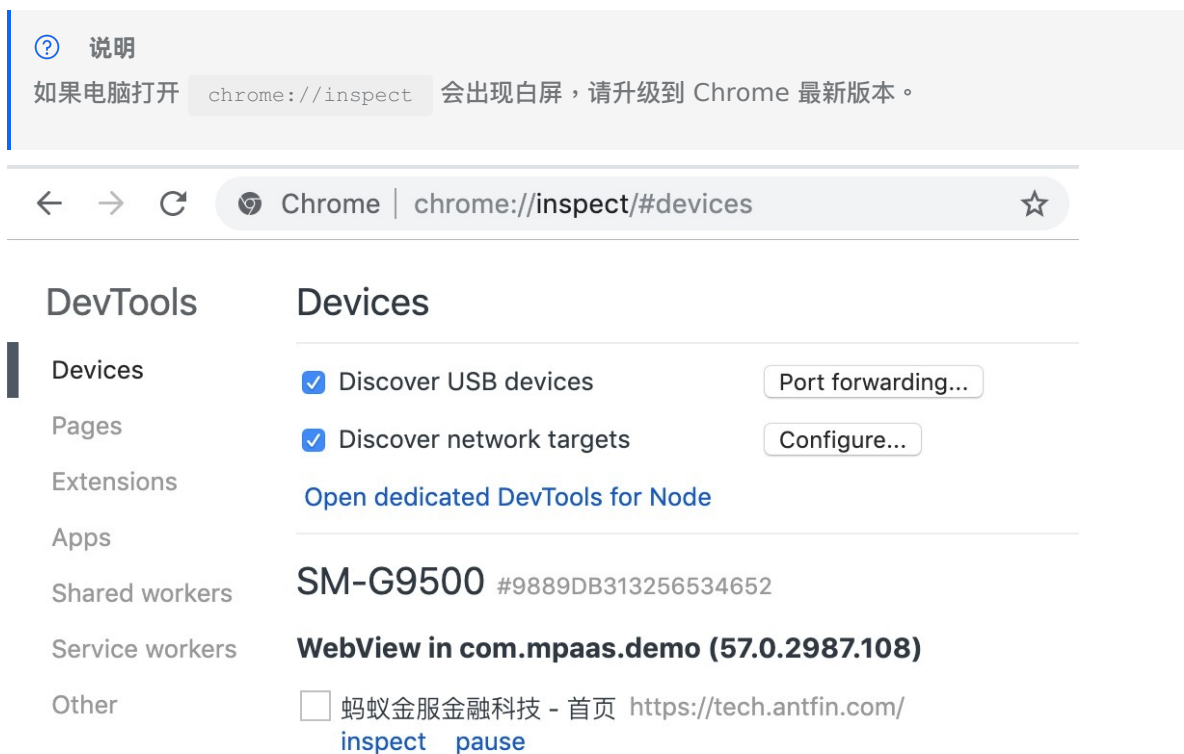 说明
如果电脑打开 chrome://inspect 会出现白屏，请升级到 Chrome 最新版本。
Chrome | chrome://inspect/#devices
DevTools
Devices
Devices
Discover USB devices
Port forwarding...
Pages
Discover network targets
Configure...
Extensions
Open dedicated DevTools for Node
Apps
Shared workers
SM-G9500 #9889DB313256534652
Service workers
WebView in com.mpaas.demo (57.0.2987.108)
Other
蚂蚁金服金融科技 - 首页 https://tech.antfin.com/
inspect pause